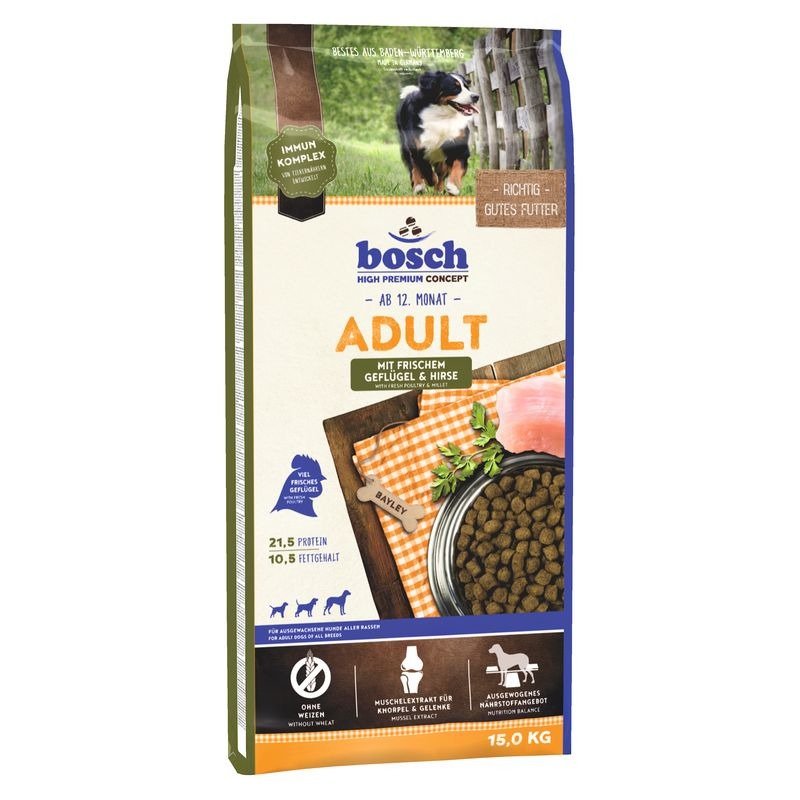 BESTES AUS BADEN-WÜRTTEMBERG
MADE IN GERMANY
IMMUN
KOMPLEX
VON TIERERNÄHRERN
ENTWICKELT
- RICHTIG -
GUTES FUTTER
bosch
HIGH PREMIUM CONCEPT
- AB 12. MONAT -
ADULT
MIT FRISCHEM
GEFLÜGEL & HIRSE
WITH FRESH POULTRY & MILLET
VIEL
FRISCHES
GEFLÜGEL
WITH FRESH
POULTRY
BAYLEY
21,5 PROTEIN
10,5 FETTGEHALT
FÜR AUSGEWACHSENE HUNDE ALLER RASSEN
FOR ADULT DOGS OF ALL BREEDS
OHNE
WEIZEN
WITHOUT WHEAT
MUSCHELEXTRAKT FÜR
KNORPEL & GELENKE
MUSSEL EXTRACT
AUSGEWOGENES
NÄHRSTOFFANGEBOT
NUTRITION BALANCE
15,0 KG